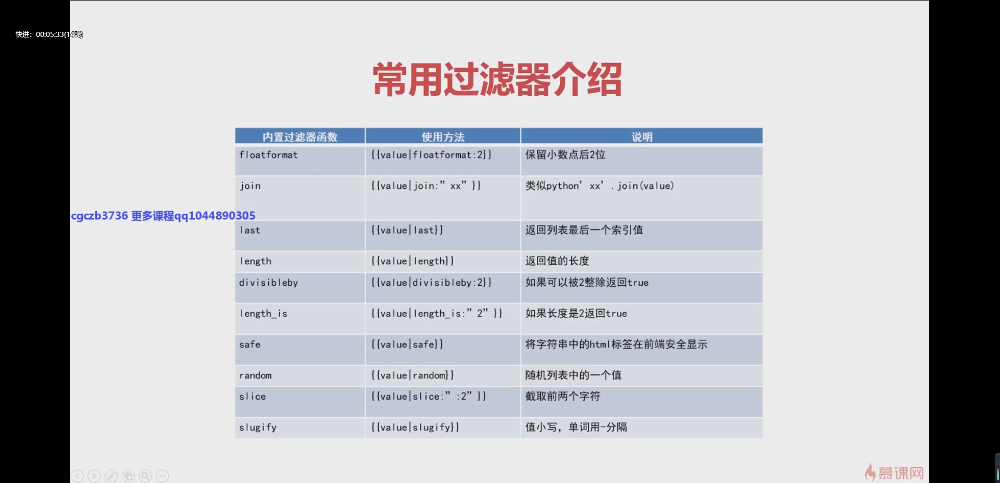 快进：00:05:33(14%)
常用过滤器介绍
内置过滤器函数 使用方法 说明
floatformat {{value|floatformat:2}} 保留小数点后2位
join {{value|join:”xx”}} 类似python’xx’.join(value)
cgczb3736 更多课程qq1044890305
last {{value|last}} 返回列表最后一个索引值
length {{value|length}} 返回值的长度
divisibleby {{value|divisibleby:2}} 如果可以被2整除返回true
length_is {{value|length_is:”2”}} 如果长度是2返回true
safe {{value|safe}} 将字符串中的html标签在前端安全显示
random {{value|random}} 随机列表中的一个值
slice {{value|slice:”:2”}} 截取前两个字符
slugify {{value|slugify}} 值小写，单词用-分隔
慕课网